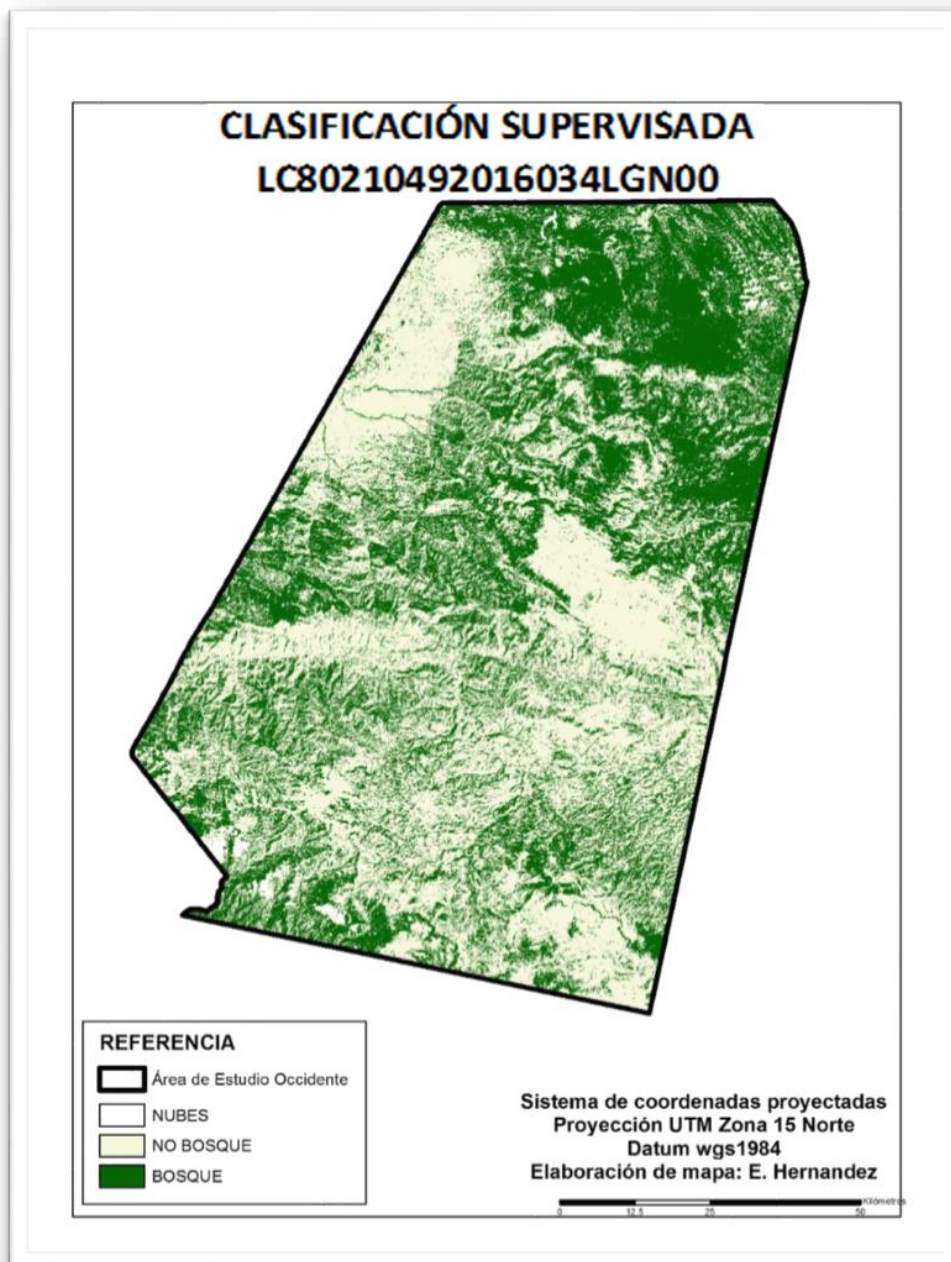 CLASIFICACIÓN SUPERVISADA
LC80210492016034LGN00
REFERENCIA
Área de Estudio Occidente
NUBES
NO BOSQUE
BOSQUE
Sistema de coordenadas proyectadas
Proyección UTM Zona 15 Norte
Datum wgs1984
Elaboración de mapa: E. Hernandez
Kilómetros
0 12.5 25 50